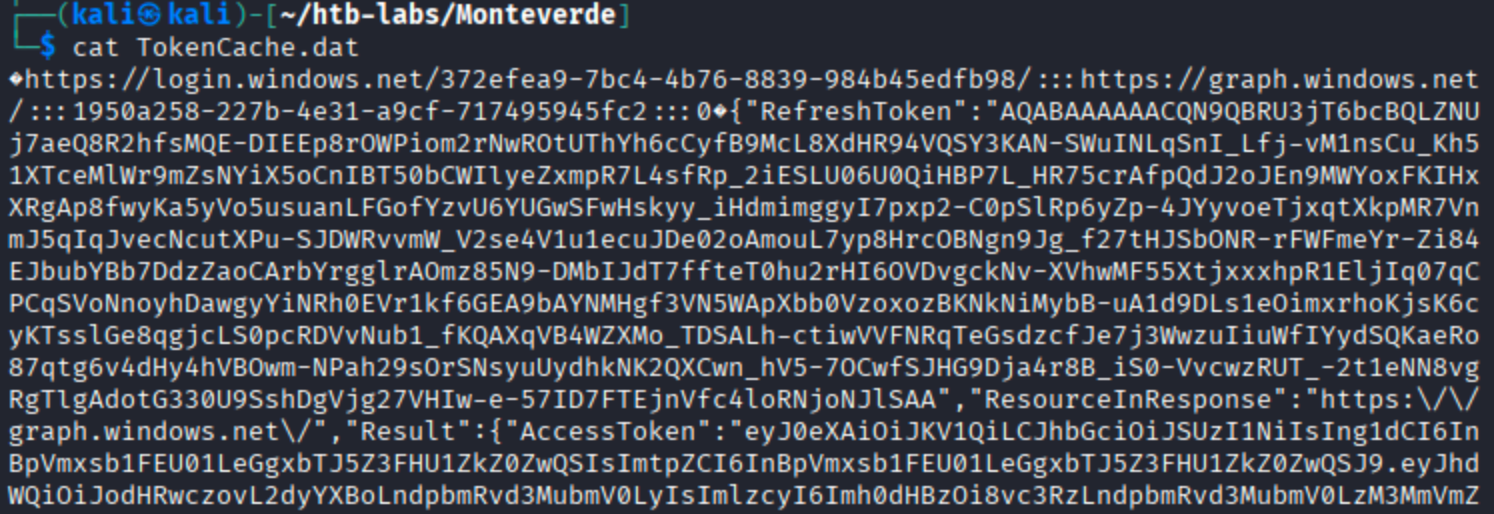 ┌──(kali㉿kali)-[~/htb-labs/Monteverde]
└─$ cat TokenCache.dat
�https://login.windows.net/372efea9-7bc4-4b76-8839-984b45edfb98/:::https://graph.windows.net
/:::1950a258-227b-4e31-a9cf-717495945fc2:::0�{"RefreshToken":"AQABAAAAAACQN9QBRU3jT6bcBQLZNU
j7aeQ8R2hfsMQE-DIEEp8rOWPiom2rNwROtUThYh6cCyfB9McL8XdHR94VQSY3KAN-SWuINLqSnI_Lfj-vM1nsCu_Kh5
1XTceMlWr9mZsNYiX5oCnIBT50bCWIlyeZxmpR7L4sfRp_2iESLU06U0QiHBP7L_HR75crAfpQdJ2oJEn9MWYoxFKIHx
XRgAp8fwyKa5yVo5usuanLFGofYzvU6YUGwSFwHskyy_iHdmimggyI7pxp2-C0pSlRp6yZp-4JYyvoeTjxqtXkpMR7Vn
mJ5qIqJvecNcutXPu-SJDWRvvmW_V2se4V1u1ecuJDe02oAmouL7yp8HrcOBNgn9Jg_f27tHJSbONR-rFWFmeYr-Zi84
EJbubYBb7DdzZaoCArbYrgglrAOmz85N9-DMbIJdT7ffteT0hu2rHI6OVDvgckNv-XVhwMF55XtjxxxhpR1EljIq07qC
PCqSVoNnoyhDawgyYiNRh0EVr1kf6GEA9bAYNMHgf3VN5WApXbb0VzoxozBKNkNiMybB-uA1d9DLs1eOimxrhoKjsK6c
yKTsslGe8qgjcLS0pcRDVvNub1_fKQAXqVB4WZXMo_TDSALh-ctiwVVFNRqTeGsdzcfJe7j3WwzuIiuWfIYydSQKaeRo
87qtg6v4dHy4hVBOwm-NPah29sOrSNsyuUydhkNK2QXCwn_hV5-7OCwfSJHG9Dja4r8B_iS0-VvcwzRUT_-2t1eNN8vg
RgTlgAdotG330U9SshDgVjg27VHIw-e-57ID7FTEjnVfc4loRNjoNJlSAA","ResourceInResponse":"https:\/\/
graph.windows.net\/","Result":{"AccessToken":"eyJ0eXAiOiJKV1QiLCJhbGciOiJSUzI1NiIsIng1dCI6In
BpVmxsb1FEU01LeGgxbTJ5Z3FHU1ZkZ0ZwQSIsImtpZCI6InBpVmxsb1FEU01LeGgxbTJ5Z3FHU1ZkZ0ZwQSJ9.eyJhd
WQiOiJodHRwczovL2dyYXBoLndpbmRvd3MubmV0LyIsImlzcyI6Imh0dHBzOi8vc3RzLndpbmRvd3MubmV0LzM3MmVmZ